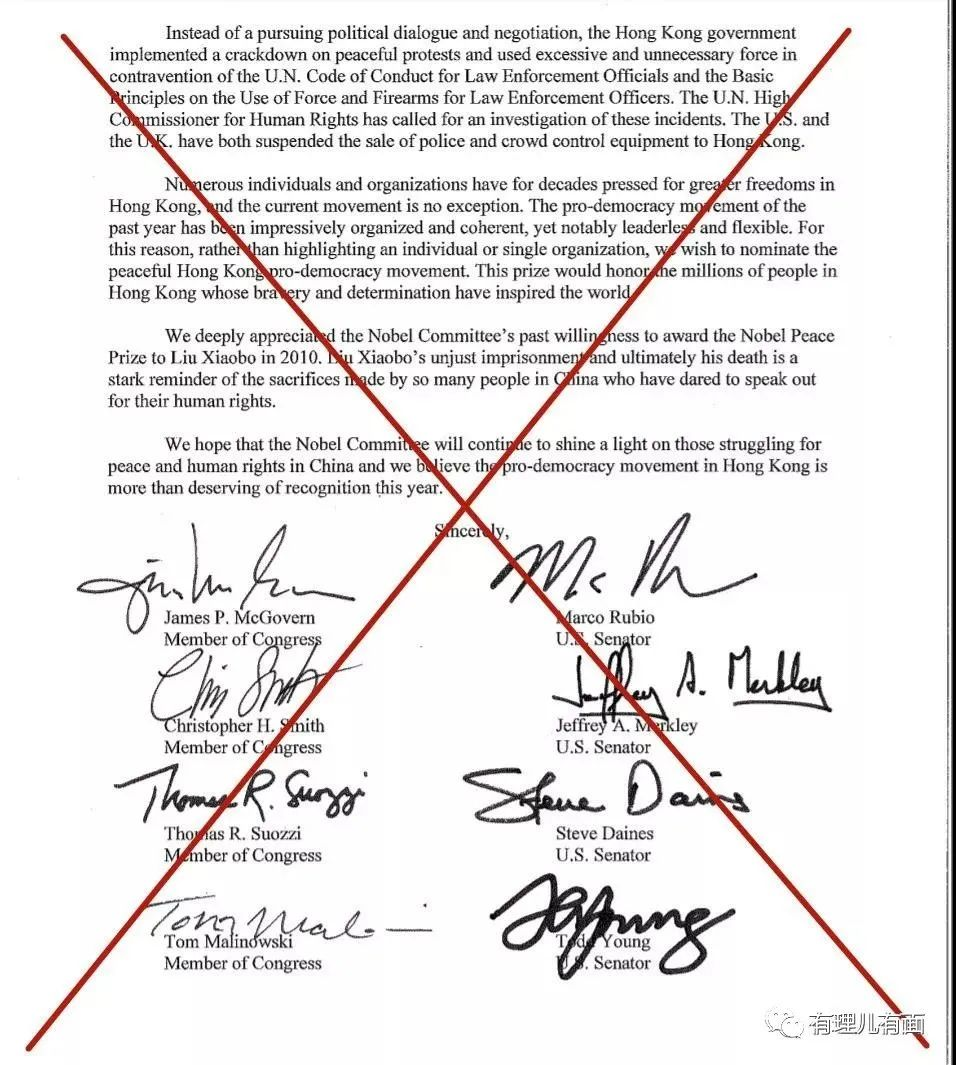 Instead of a pursuing political dialogue and negotiation, the Hong Kong government
implemented a crackdown on peaceful protests and used excessive and unnecessary force in
contravention of the U.N. Code of Conduct for Law Enforcement Officials and the Basic
Principles on the Use of Force and Firearms for Law Enforcement Officers. The U.N. High
Commissioner for Human Rights has called for an investigation of these incidents. The U.S. and
the U.K. have both suspended the sale of police and crowd control equipment to Hong Kong.
Numerous individuals and organizations have for decades pressed for greater freedoms in
Hong Kong, and the current movement is no exception. The pro-democracy movement of the
past year has been impressively organized and coherent, yet notably leaderless and flexible. For
this reason, rather than highlighting an individual or single organization, we wish to nominate the
peaceful Hong Kong pro-democracy movement. This prize would honor the millions of people in
Hong Kong whose bravery and determination have inspired the world.
We deeply appreciated the Nobel Committee's past willingness to award the Nobel Peace
Prize to Liu Xiaobo in 2010. Liu Xiaobo's unjust imprisonment and ultimately his death is a
stark reminder of the sacrifices made by so many people in China who have dared to speak out
for their human rights.
We hope that the Nobel Committee will continue to shine a light on those struggling for
peace and human rights in China and we believe the pro-democracy movement in Hong Kong is
more than deserving of recognition this year.
Sincerely,
James P. McGovern
Member of Congress
Marco Rubio
U.S. Senator
Chris Smith
Christopher H. Smith
Member of Congress
Jeffrey A. Merkley
Jeffrey A. Merkley
U.S. Senator
Thomas R. Suozzi
Thomas R. Suozzi
Member of Congress
Steve Daines
Steve Daines
U.S. Senator
Tom Malinowski
Member of Congress
Todd Young
U.S. Senator
有理儿有面